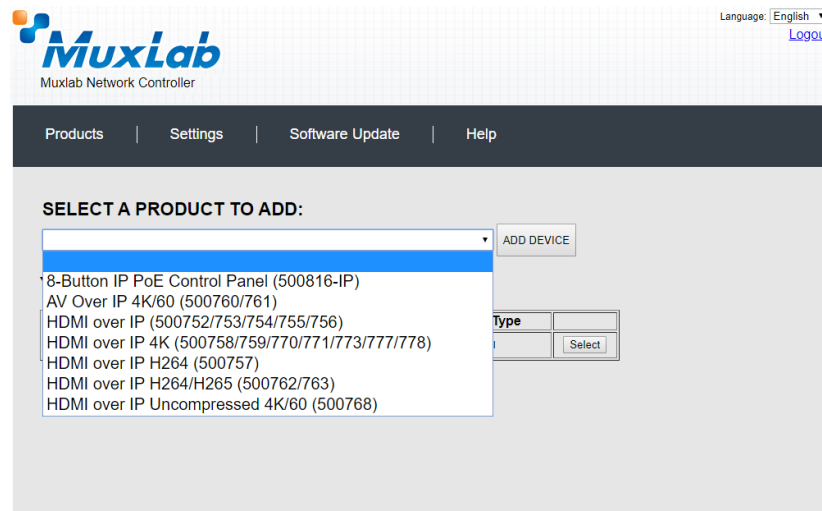 Language: English
Logou
MuxLab
Muxlab Network Controller
Products | Settings | Software Update | Help
SELECT A PRODUCT TO ADD:
ADD DEVICE
8-Button IP PoE Control Panel (500816-IP)
AV Over IP 4K/60 (500760/761)
HDMI over IP (500752/753/754/755/756)
Type
HDMI over IP 4K (500758/759/770/771/773/777/778)
Select
HDMI over IP H264 (500757)
HDMI over IP H264/H265 (500762/763)
HDMI over IP Uncompressed 4K/60 (500768)